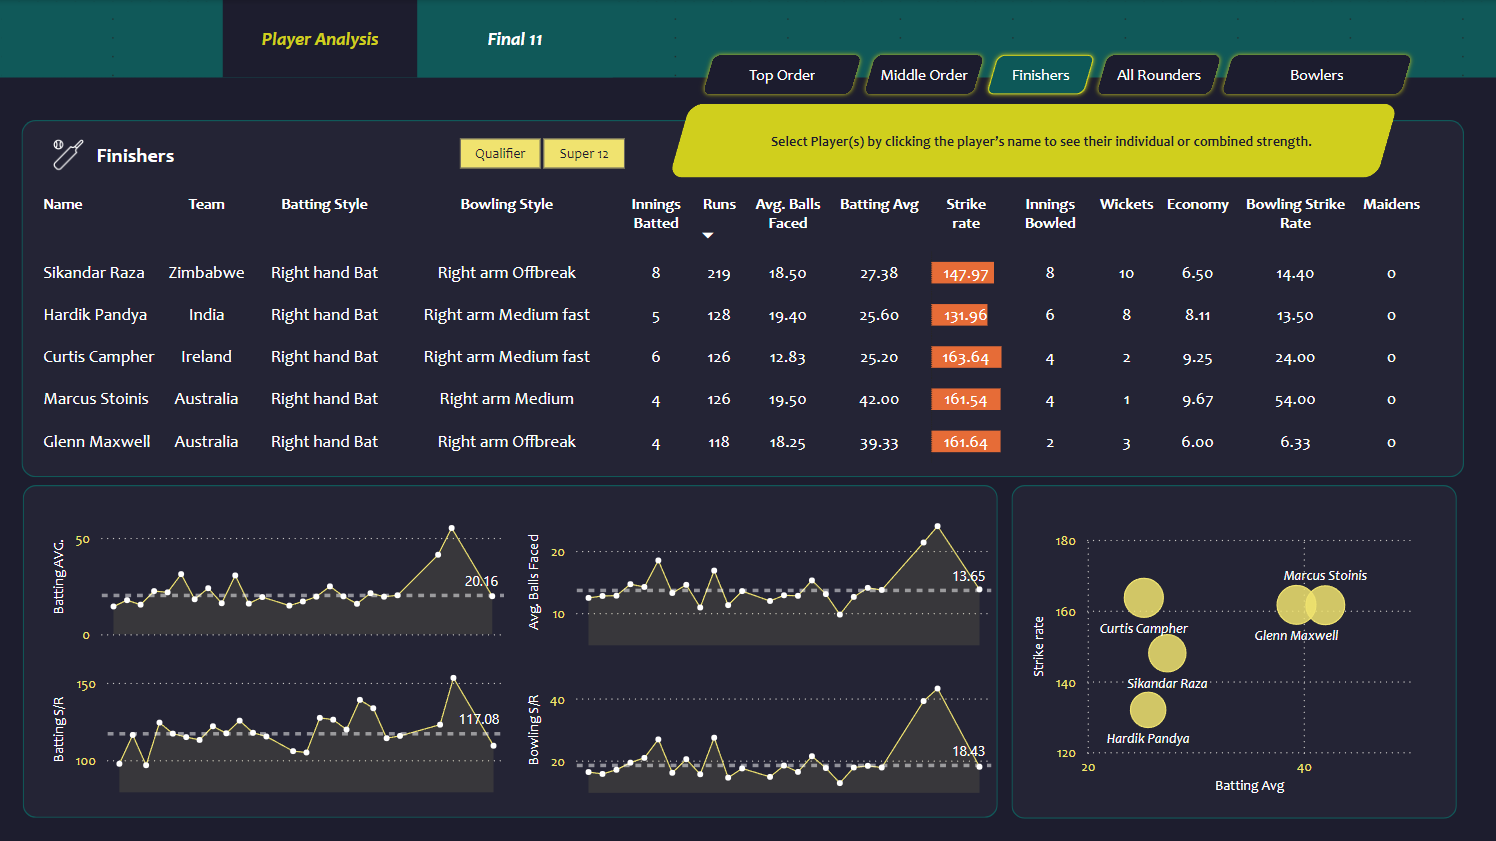 Player Analysis
Final 11
Top Order
Middle Order
Finishers
All Rounders
Bowlers
Select Player(s) by clicking the player's name to see their individual or combined strength.
Finishers
Qualifier
Super 12
Name Team Batting Style Bowling Style Innings Batted Runs Avg. Balls Faced Batting Avg Strike rate Innings Bowled Wickets Economy Bowling Strike Rate Maidens
Sikandar Raza Zimbabwe Right hand Bat Right arm Offbreak 8 219 18.50 27.38 147.97 8 10 6.50 14.40 0
Hardik Pandya India Right hand Bat Right arm Medium fast 5 128 19.40 25.60 131.96 6 8 8.11 13.50 0
Curtis Campher Ireland Right hand Bat Right arm Medium fast 6 126 12.83 25.20 163.64 4 2 9.25 24.00 0
Marcus Stoinis Australia Right hand Bat Right arm Medium 4 126 19.50 42.00 161.54 4 1 9.67 54.00 0
Glenn Maxwell Australia Right hand Bat Right arm Offbreak 4 118 18.25 39.33 161.64 2 3 6.00 6.33 0
Batting AVG.
50
0
20.16
Avg. Balls Faced
20
10
13.65
Batting S/R
150
100
117.08
Bowling S/R
40
20
18.43
Strike rate
180
160
140
120
Marcus Stoinis
Curtis Campher
Glenn Maxwell
Sikandar Raza
Hardik Pandya
20
40
Batting Avg